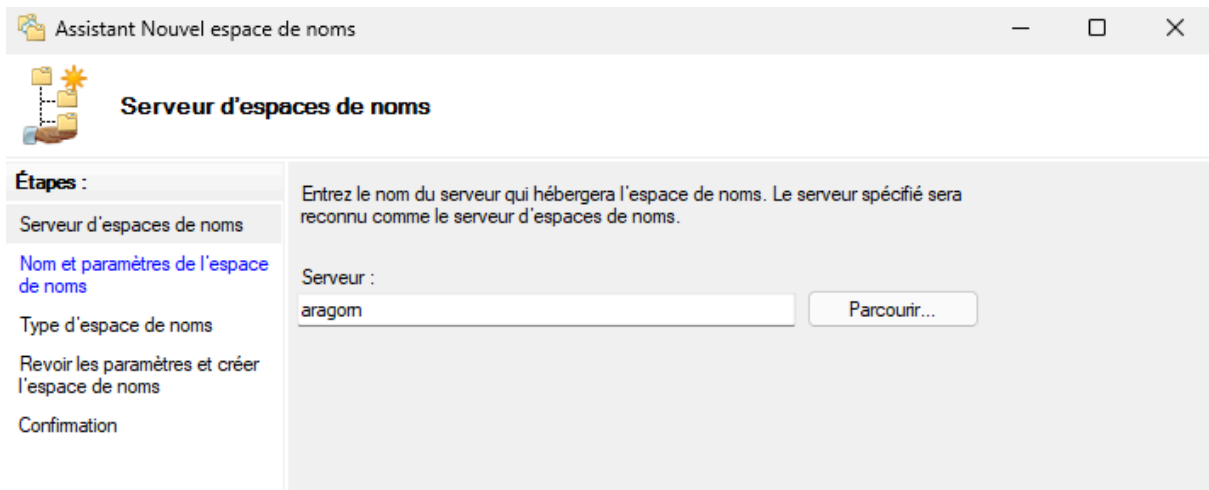 Assistant Nouvel espace de noms
Serveur d'espaces de noms
Étapes :
Serveur d'espaces de noms
Nom et paramètres de l'espace
de noms
Type d'espace de noms
Revoir les paramètres et créer
l'espace de noms
Confirmation
Entrez le nom du serveur qui hébergera l'espace de noms. Le serveur spécifié sera
reconnu comme le serveur d'espaces de noms.
Serveur :
aragorn
Parcourir...